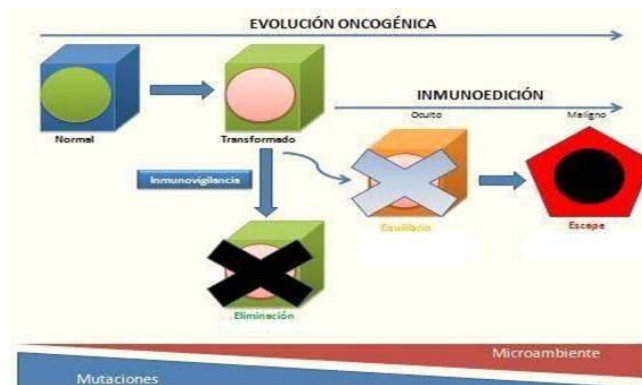 EVOLUCIÓN ONCOGÉNICA
INMUNOEDICIÓN
Oculto
Maligno
Normal
Transformado
Inmunovigilancia
Equilibrio
Escape
Eliminación
Microambiente
Mutaciones